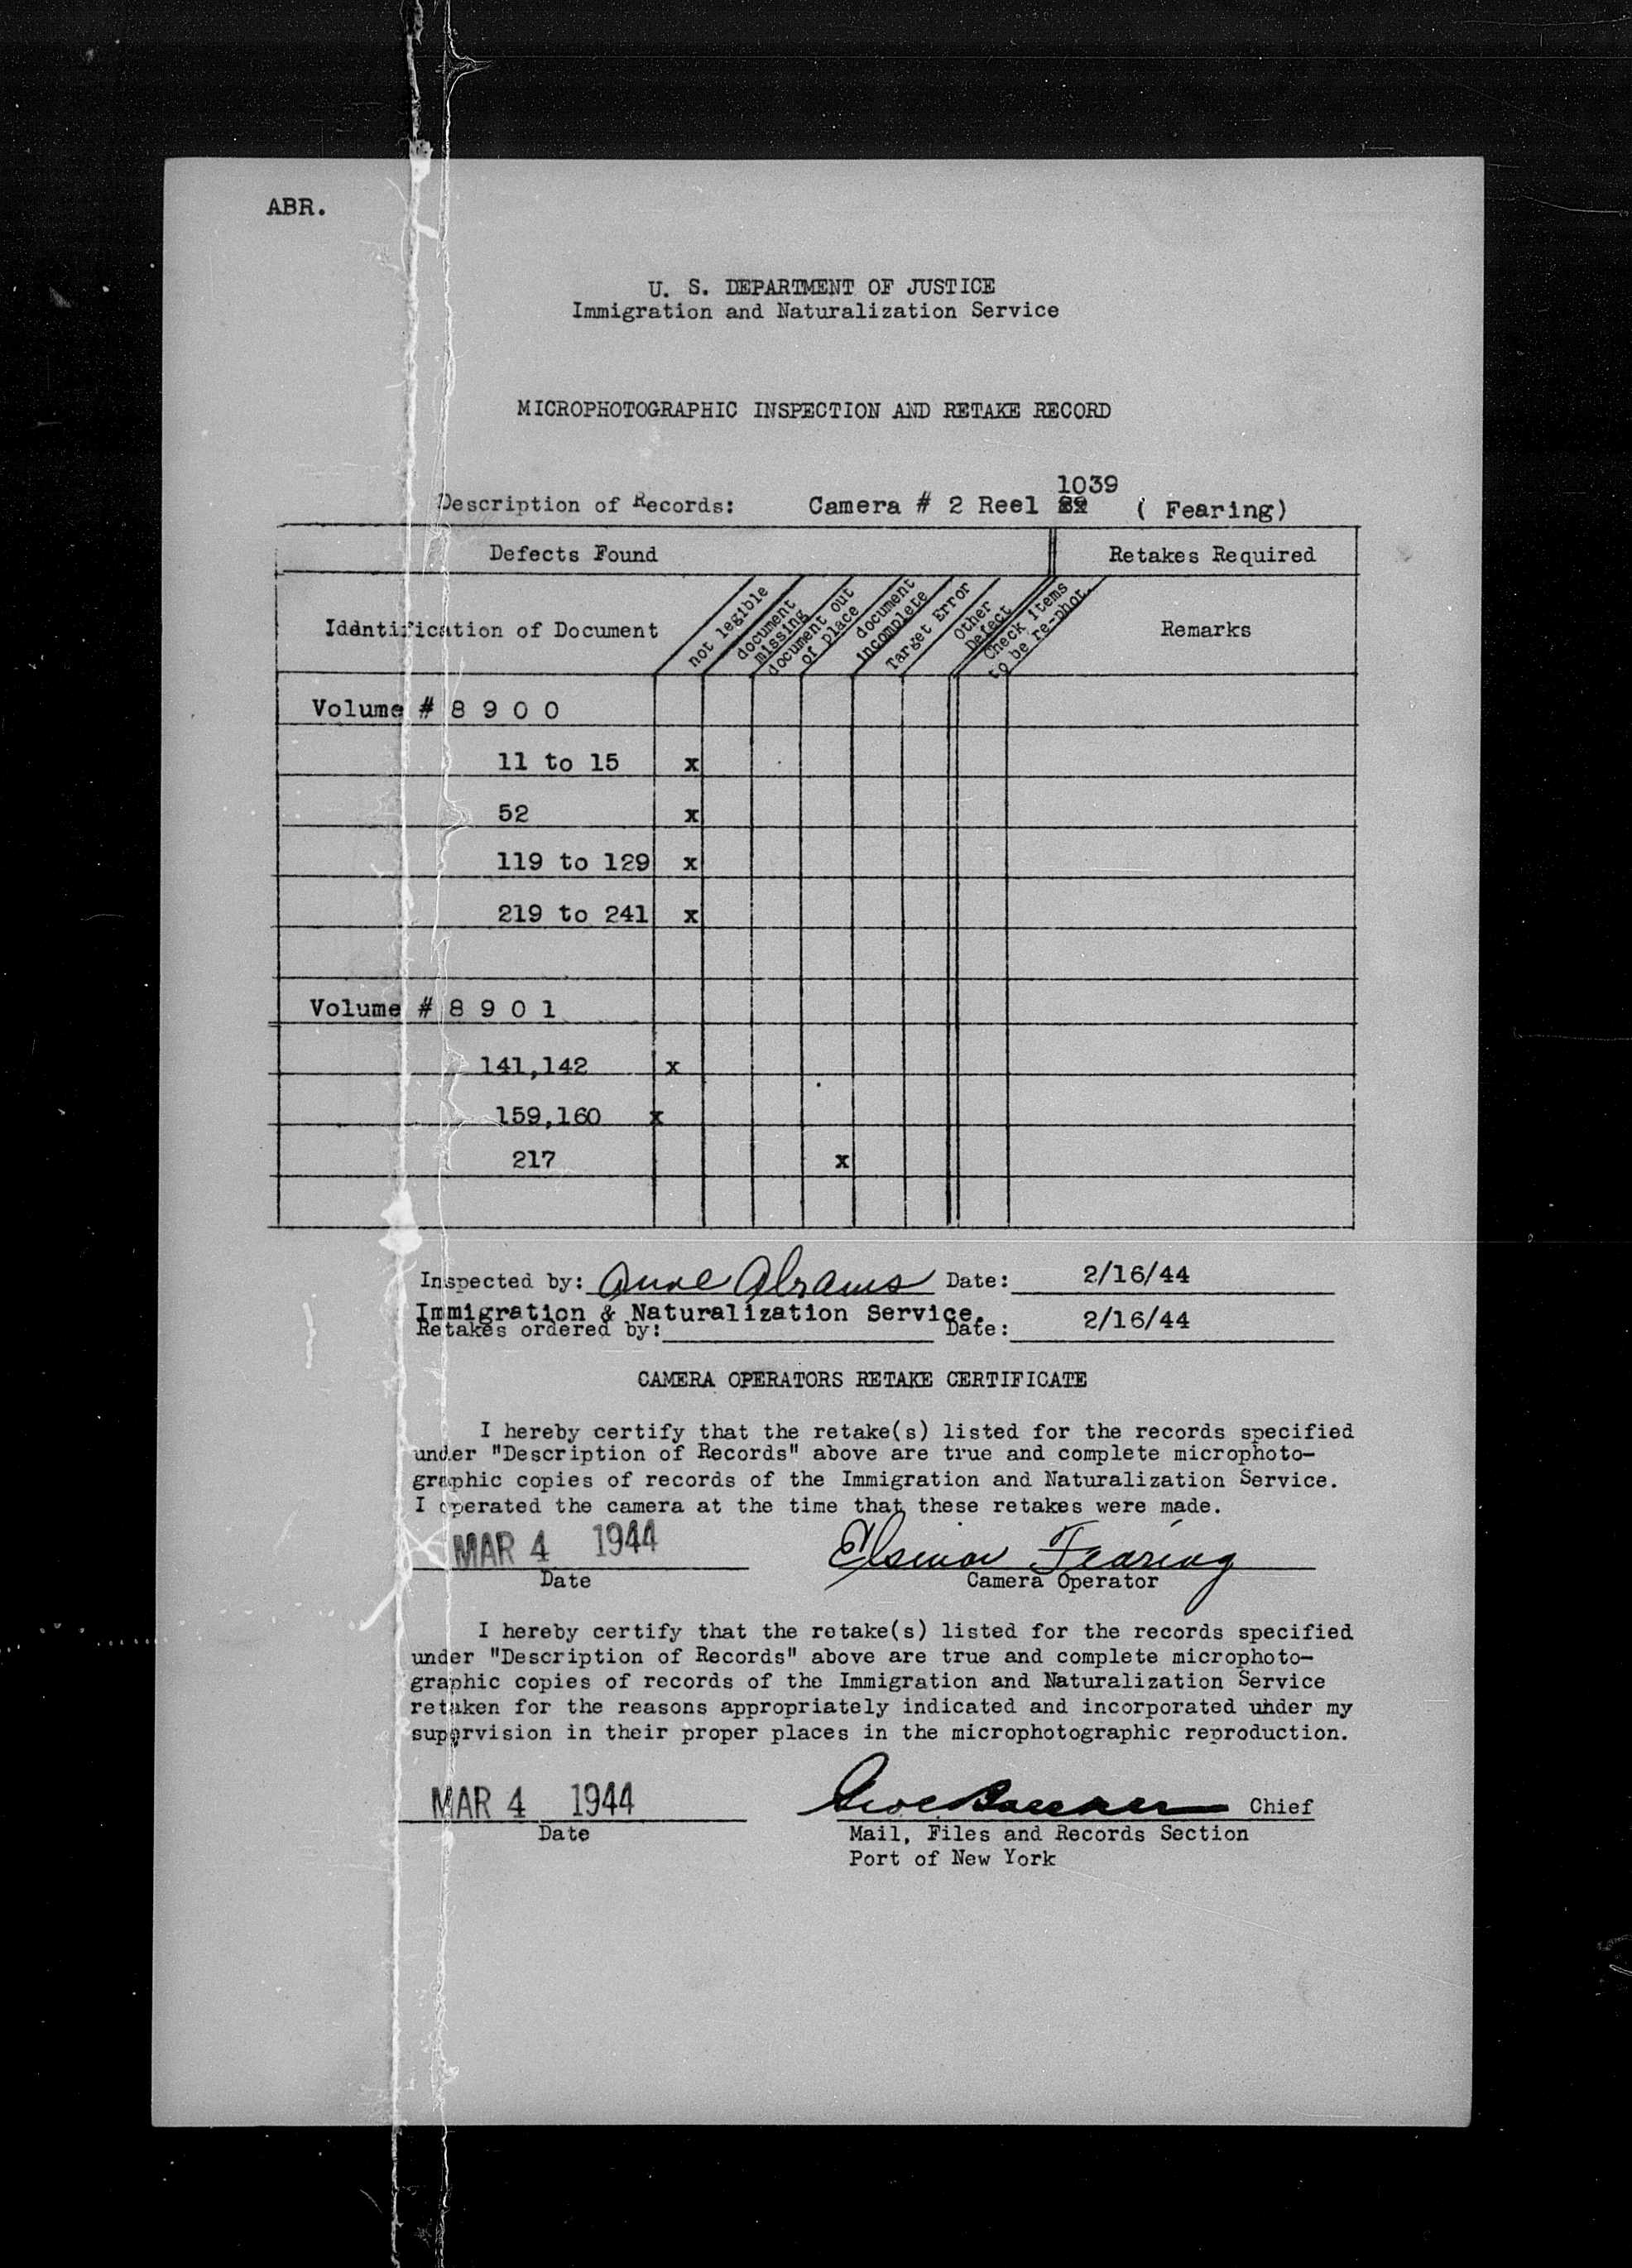 ABR.
U. S. DEPARTMENT OF JUSTICE
Immigration and Naturalization Service
MICROPHOTOGRAPHIC INSPECTION AND RETAKE RECORD
1039
Description of Records: Camera # 2 Reel ( Fearing)
Defects Found Retakes Required
Identification of Document
not legible
document
missing
document out
of place
document
incomplete
Target Error
Other
Defect
Check items
to be re-phot.
Remarks
Volume # 8 9 0 0
11 to 15 x
52 x
119 to 129 x
219 to 241 x
Volume # 8 9 0 1
141,142 x
159,160 x
217 x
Inspected by: Anne Abrams Date: 2/16/44
Immigration & Naturalization Service.
Retakes ordered by: Date: 2/16/44
CAMERA OPERATORS RETAKE CERTIFICATE
I hereby certify that the retake(s) listed for the records specified
under "Description of Records" above are true and complete microphoto-
graphic copies of records of the Immigration and Naturalization Service.
I operated the camera at the time that these retakes were made.
MAR 4 1944 Elsinor Fearing
Date Camera Operator
I hereby certify that the retake(s) listed for the records specified
under "Description of Records" above are true and complete microphoto-
graphic copies of records of the Immigration and Naturalization Service
retaken for the reasons appropriately indicated and incorporated under my
supervision in their proper places in the microphotographic reproduction.
MAR 4 1944 Chief
Date Mail, Files and Records Section
Port of New York